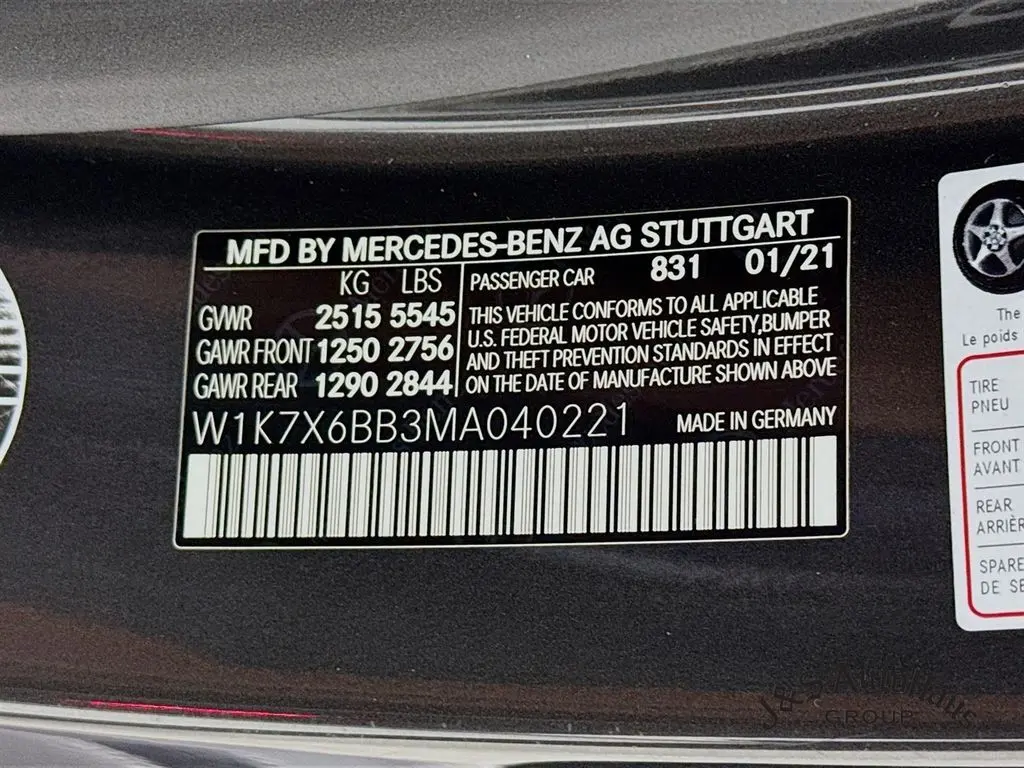 MFD BY MERCEDES-BENZ AG STUTTGART
KG LBS
GVWR 2515 5545
GAWR FRONT 1250 2756
GAWR REAR 1290 2844
PASSENGER CAR 831 01/21
THIS VEHICLE CONFORMS TO ALL APPLICABLE
U.S. FEDERAL MOTOR VEHICLE SAFETY,BUMPER
AND THEFT PREVENTION STANDARDS IN EFFECT
ON THE DATE OF MANUFACTURE SHOWN ABOVE
W1K7X6BB3MA040221 MADE IN GERMANY
The
Le poids
TIRE
PNEU
FRONT
AVANT
REAR
ARRIÈR
SPARE
DE SE
J&S AutoHaus
GROUP